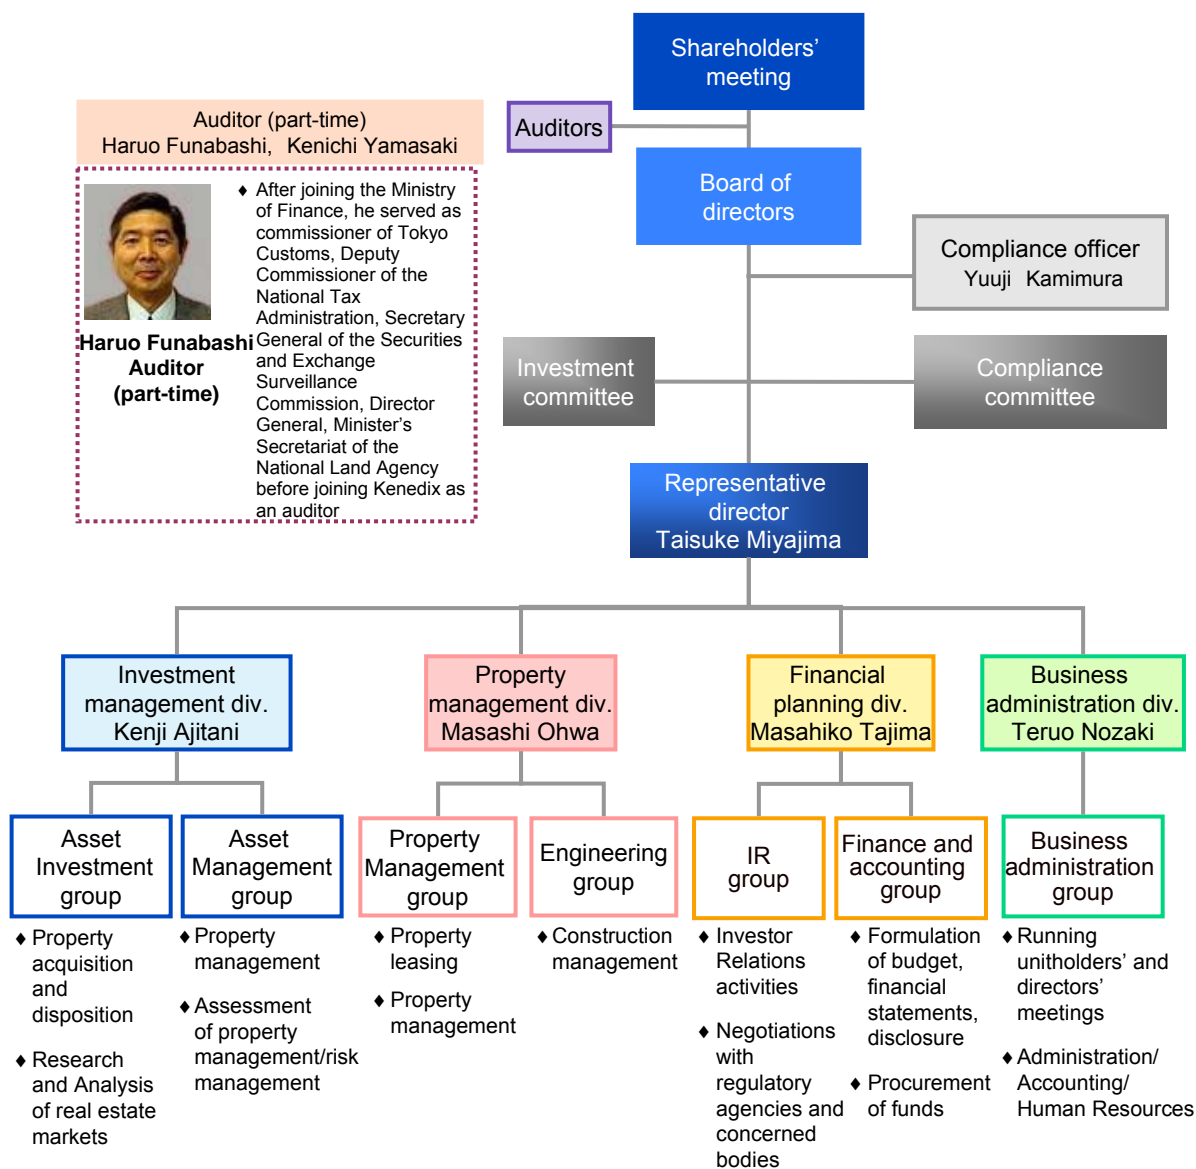 Shareholders’
meeting
Auditors
Auditor (part-time)
Haruo Funabashi, Kenichi Yamasaki
Board of
directors
♦ After joining the Ministry
of Finance, he served as
commissioner of Tokyo
Customs, Deputy
Commissioner of the
National Tax
Administration, Secretary
General of the Securities
and Exchange
Surveillance
Commission, Director
General, Minister’s
Secretariat of the
National Land Agency
before joining Kenedix as
an auditor
Haruo Funabashi
Auditor
(part-time)
Compliance officer
Yuuji Kamimura
Investment
committee
Compliance
committee
Representative
director
Taisuke Miyajima
Investment
management div.
Kenji Ajitani
Property
management div.
Masashi Ohwa
Financial
planning div.
Masahiko Tajima
Business
administration div.
Teruo Nozaki
Asset
Investment
group
Asset
Management
group
Property
Management
group
Engineering
group
IR
group
Finance and
accounting
group
Business
administration
group
♦ Property
acquisition
and
disposition
♦ Research
and Analysis
of real estate
markets
♦ Property
management
♦ Assessment
of property
management/risk
management
♦ Property
leasing
♦ Property
management
♦ Construction
management
♦ Investor
Relations
activities
♦ Negotiations
with
regulatory
agencies and
concerned
bodies
♦ Formulation
of budget,
financial
statements,
disclosure
♦ Procurement
of funds
♦ Running
unitholders’ and
directors’
meetings
♦ Administration/
Accounting/
Human Resources